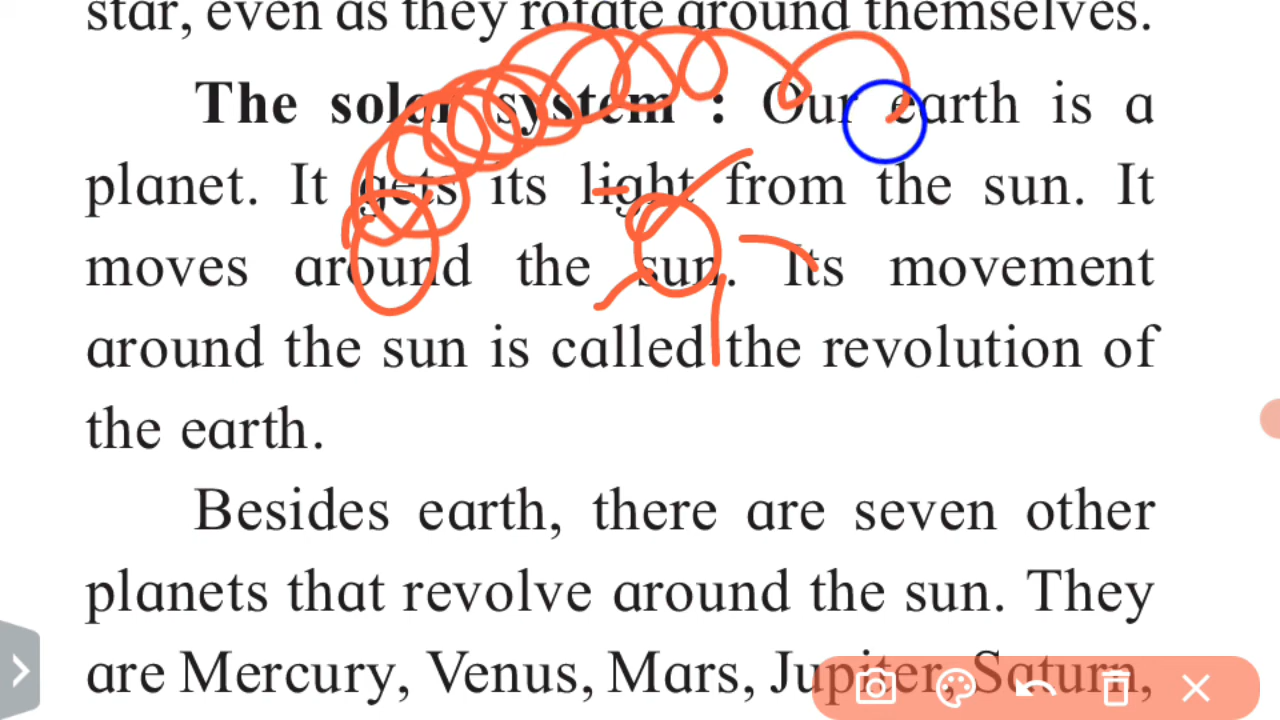 star, even as they rotate around themselves.
The solar system : Our earth is a
planet. It gets its light from the sun. It
moves around the sun. Its movement
around the sun is called the revolution of
the earth.
Besides earth, there are seven other
planets that revolve around the sun. They
are Mercury, Venus, Mars, Jupiter, Saturn,